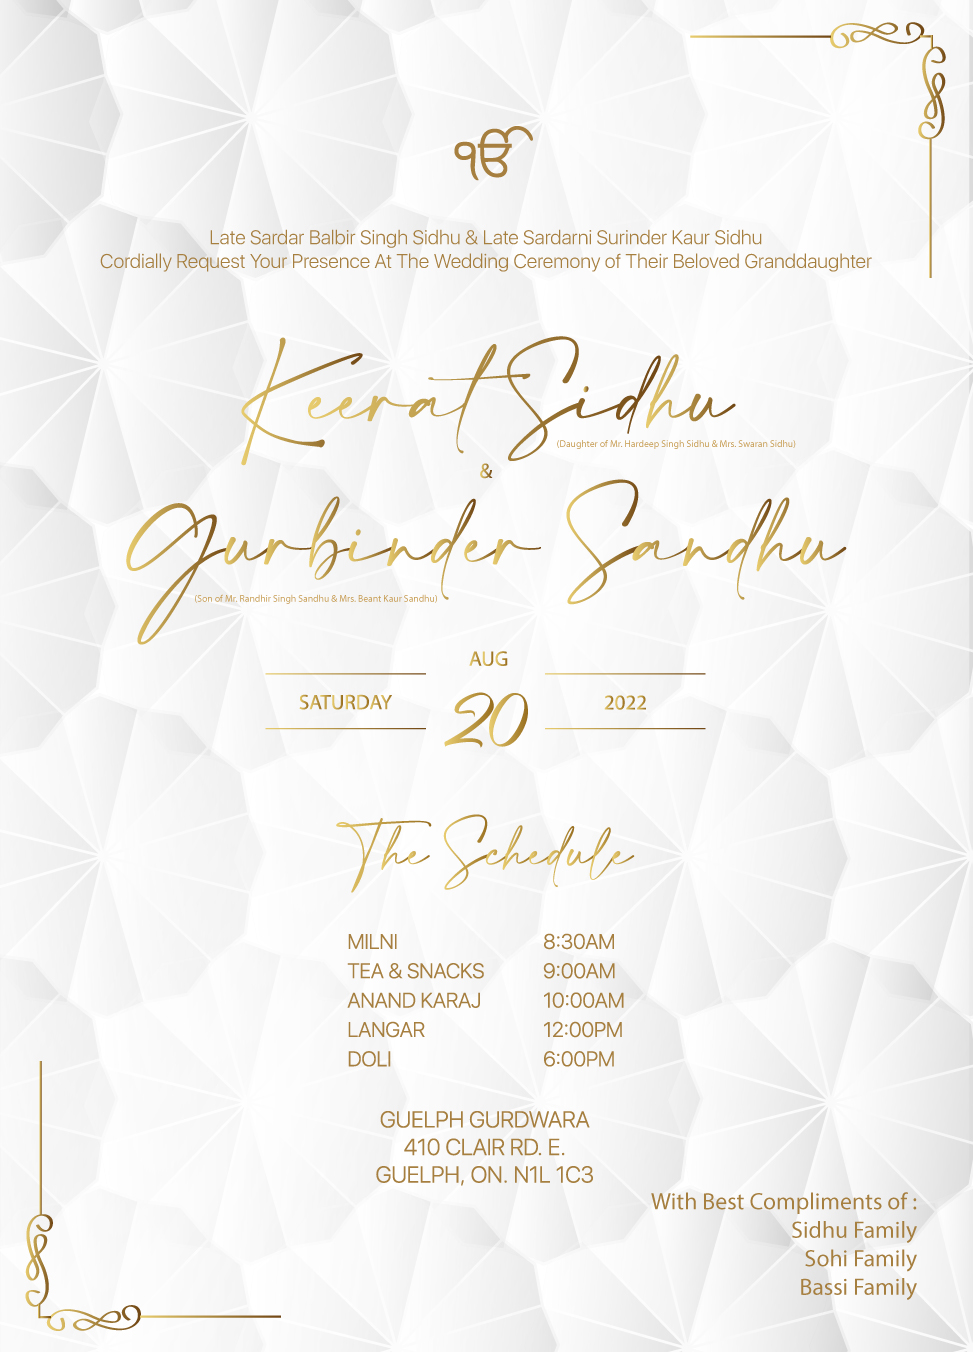 ੴ
Late Sardar Balbir Singh Sidhu & Late Sardarni Surinder Kaur Sidhu
Cordially Request Your Presence At The Wedding Ceremony of Their Beloved Granddaughter
Keerat Sidhu
(Daughter of Mr. Hardeep Singh Sidhu & Mrs. Swaran Sidhu)
&
Gurbinder Sandhu
(Son of Mr. Randhir Singh Sandhu & Mrs. Beant Kaur Sandhu)
AUG
SATURDAY 20 2022
The Schedule
MILNI 8:30AM
TEA & SNACKS 9:00AM
ANAND KARAJ 10:00AM
LANGAR 12:00PM
DOLI 6:00PM
GUELPH GURDWARA
410 CLAIR RD. E.
GUELPH, ON. N1L 1C3
With Best Compliments of :
Sidhu Family
Sohi Family
Bassi Family